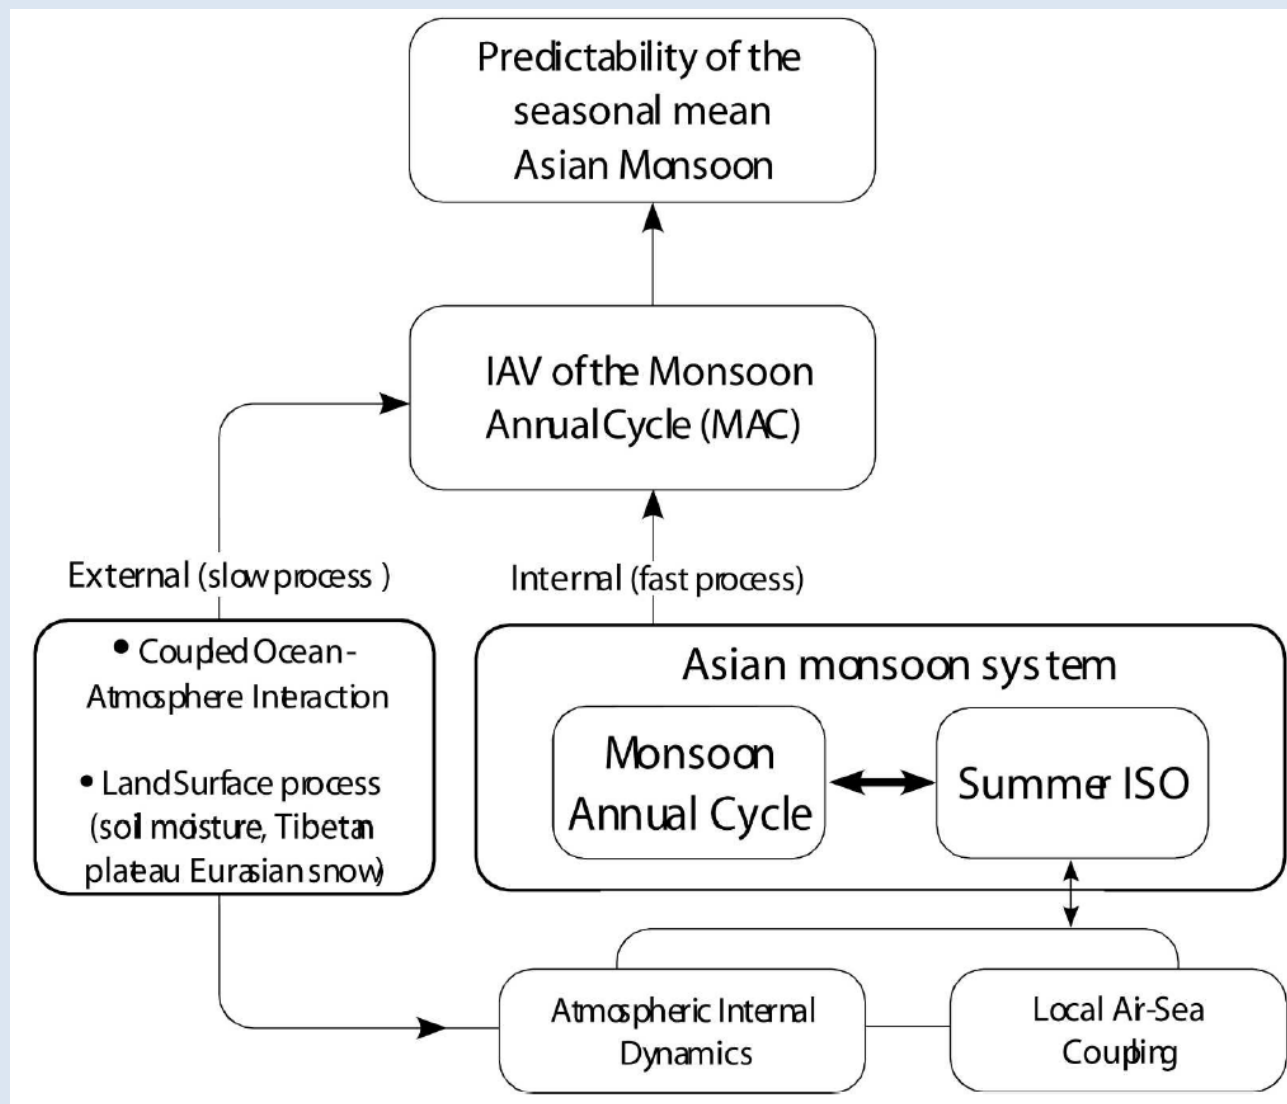 Predictability of the
seasonal mean
Asian Monsoon
IAV of the Monsoon
Annual Cycle (MAC)
External (slow process )
Internal (fast process)
• Coupled Ocean-
Atmosphere Interaction
• Land Surface process
(soil moisture, Tibetan
plateau Eurasian snow)
Asian monsoon system
Monsoon
Annual Cycle
Summer ISO
Atmospheric Internal
Dynamics
Local Air-Sea
Coupling